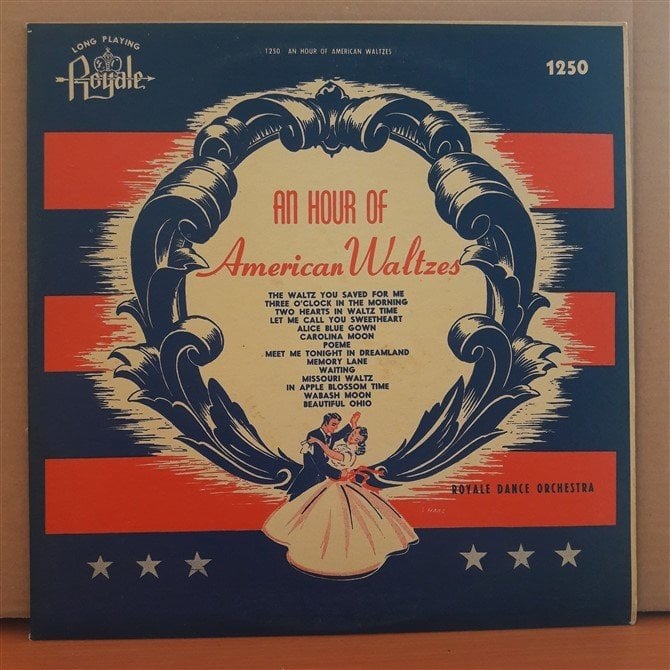 LONG PLAYING
Royale
1250 AN HOUR OF AMERICAN WALTZES
1250
AN HOUR OF
American Waltzes
THE WALTZ YOU SAVED FOR ME
THREE O'CLOCK IN THE MORNING
TWO HEARTS IN WALTZ TIME
LET ME CALL YOU SWEETHEART
ALICE BLUE GOWN
CAROLINA MOON
POEME
MEET ME TONIGHT IN DREAMLAND
MEMORY LANE
WAITING
MISSOURI WALTZ
IN APPLE BLOSSOM TIME
WABASH MOON
BEAUTIFUL OHIO
ROYALE DANCE ORCHESTRA